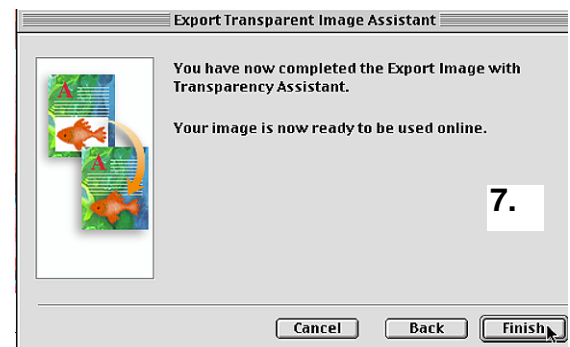 Export Transparent Image Assistant
You have now completed the Export Image with
Transparency Assistant.
Your image is now ready to be used online.
A
A
7.
Cancel
Back
Finish